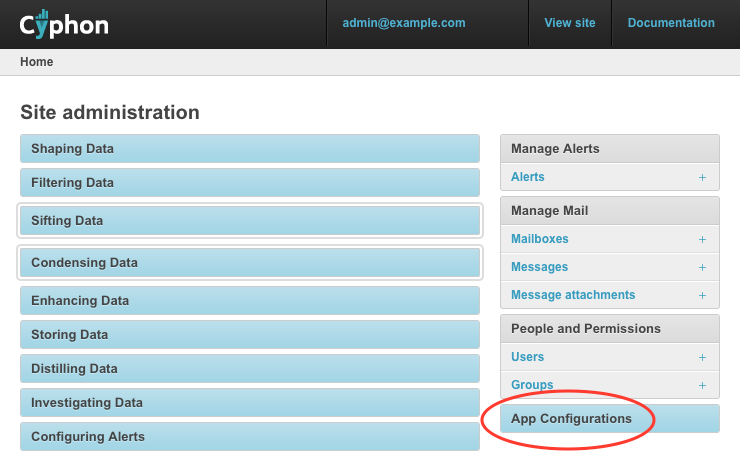 Cyphon
admin@example.com
View site
Documentation
Home
Site administration
Shaping Data
Filtering Data
Sifting Data
Condensing Data
Enhancing Data
Storing Data
Distilling Data
Investigating Data
Configuring Alerts
Manage Alerts
Alerts +
Manage Mail
Mailboxes +
Messages +
Message attachments +
People and Permissions
Users +
Groups +
App Configurations